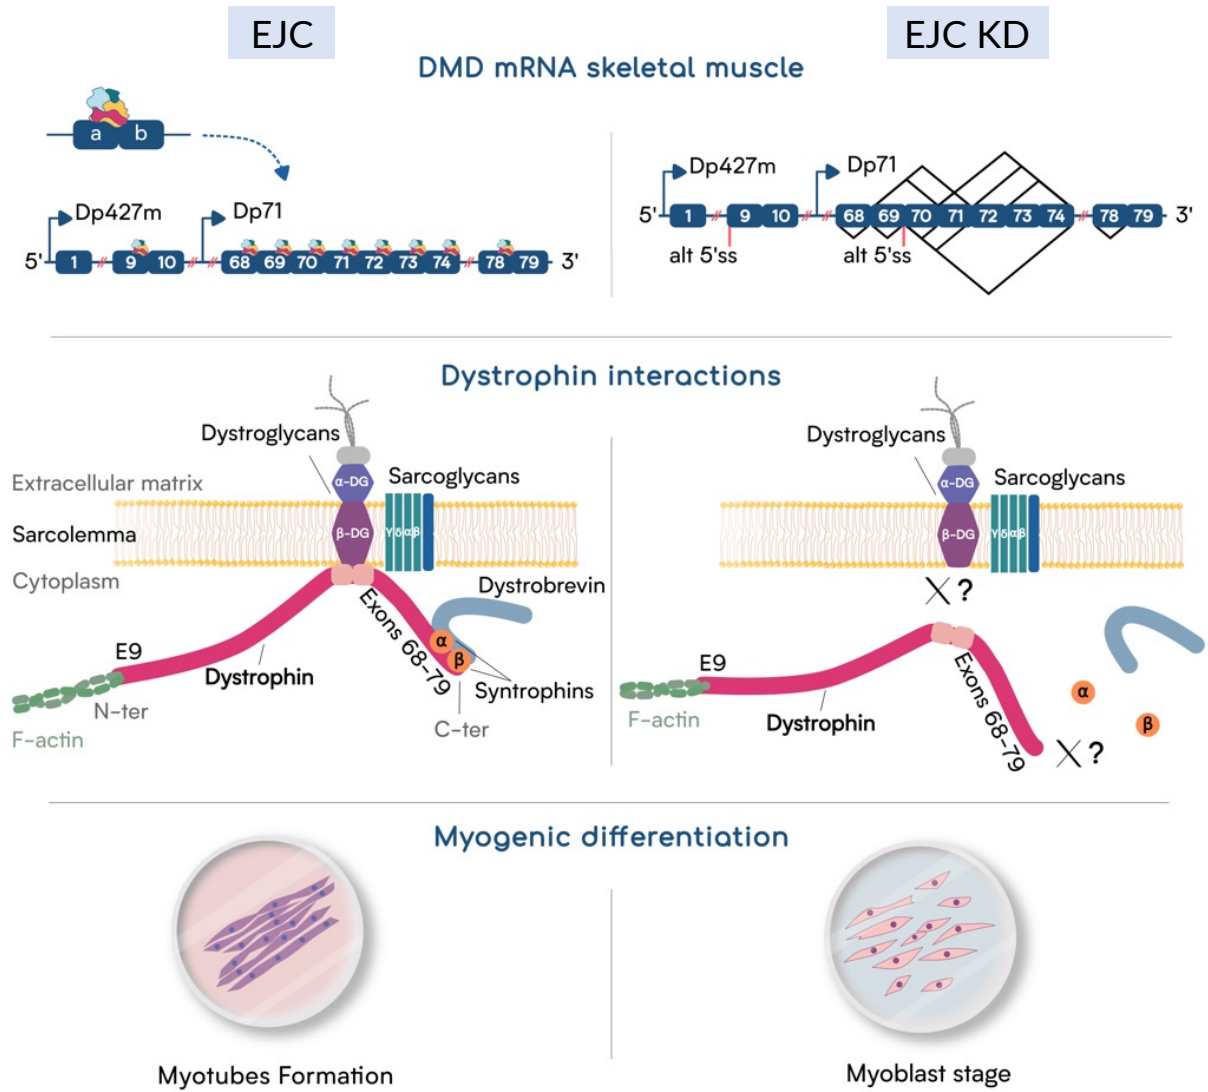 EJC
EJC KD
DMD mRNA skeletal muscle
a b
Dp427m
Dp71
5' 1 9 10 68 69 70 71 72 73 74 78 79 3'
Dp427m
Dp71
5' 1 9 10 68 69 70 71 72 73 74 78 79 3'
alt 5'ss
alt 5'ss
Dystrophin interactions
Dystroglycans
Sarcoglycans
Extracellular matrix
α-DG
Sarcolemma
β-DG
γ δ α β
Cytoplasm
Dystrobrevin
Exons 68-79
α
β
E9
Dystrophin
Syntrophins
N-ter
C-ter
F-actin
Dystroglycans
Sarcoglycans
α-DG
β-DG
γ δ α β
X ?
E9
Exons 68-79
F-actin
Dystrophin
α
β
X ?
Myogenic differentiation
Myotubes Formation
Myoblast stage